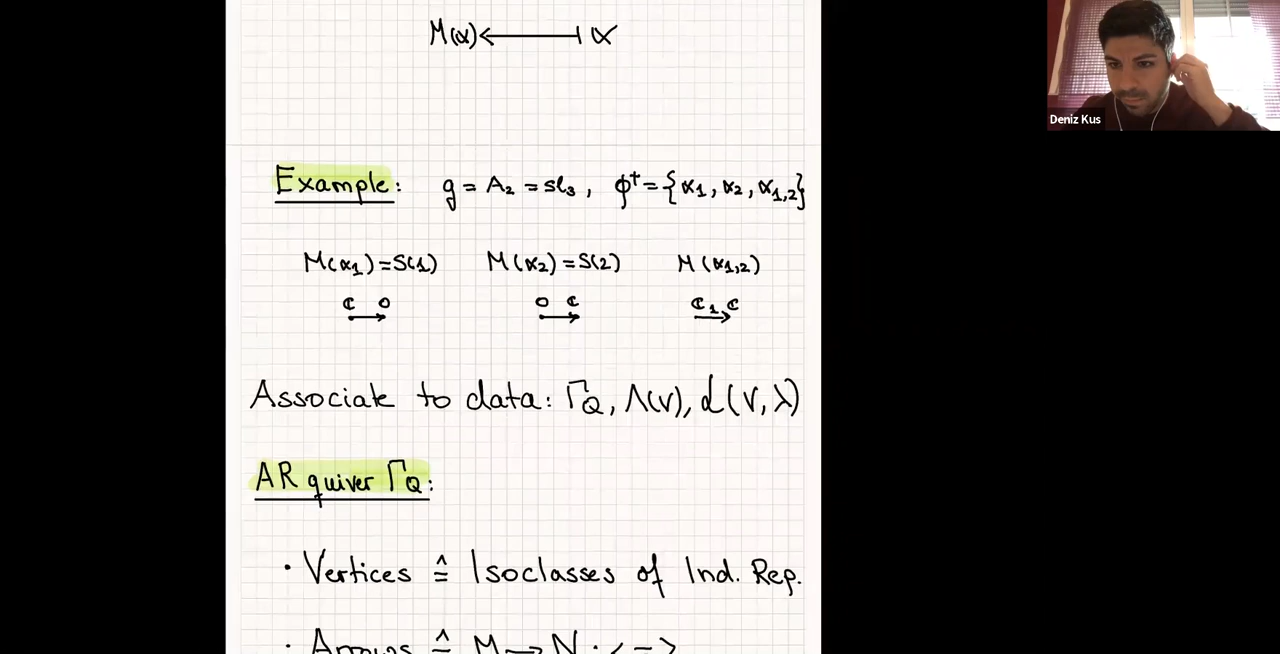 M(α) ⟵⊣ α
Deniz Kus
Example: g = A₂ = sl₃, ϕ⁺ = {α₁, α₂, α₁,₂}
M(α₁) = S(1) M(α₂) = S(2) M(α₁,₂)
ℂ 0 0 ℂ ℂ 1 ℂ
⟶ ⟶ ⟶
Associate to data: Γ_Q, Λ(V), 𝓛(V, λ)
AR quiver Γ_Q:
· Vertices ≙ Isoclasses of Ind. Rep.
· Arrows ≙ M → N : <−>